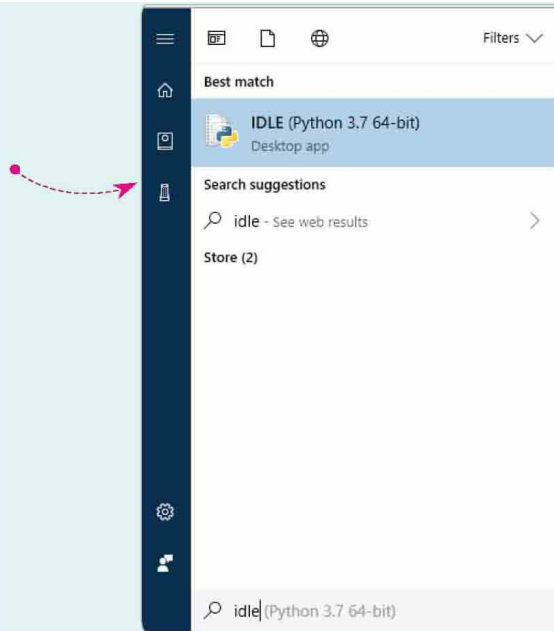 Filters
Best match
IDLE (Python 3.7 64-bit)
Desktop app
Search suggestions
idle - See web results
Store (2)
idle (Python 3.7 64-bit)